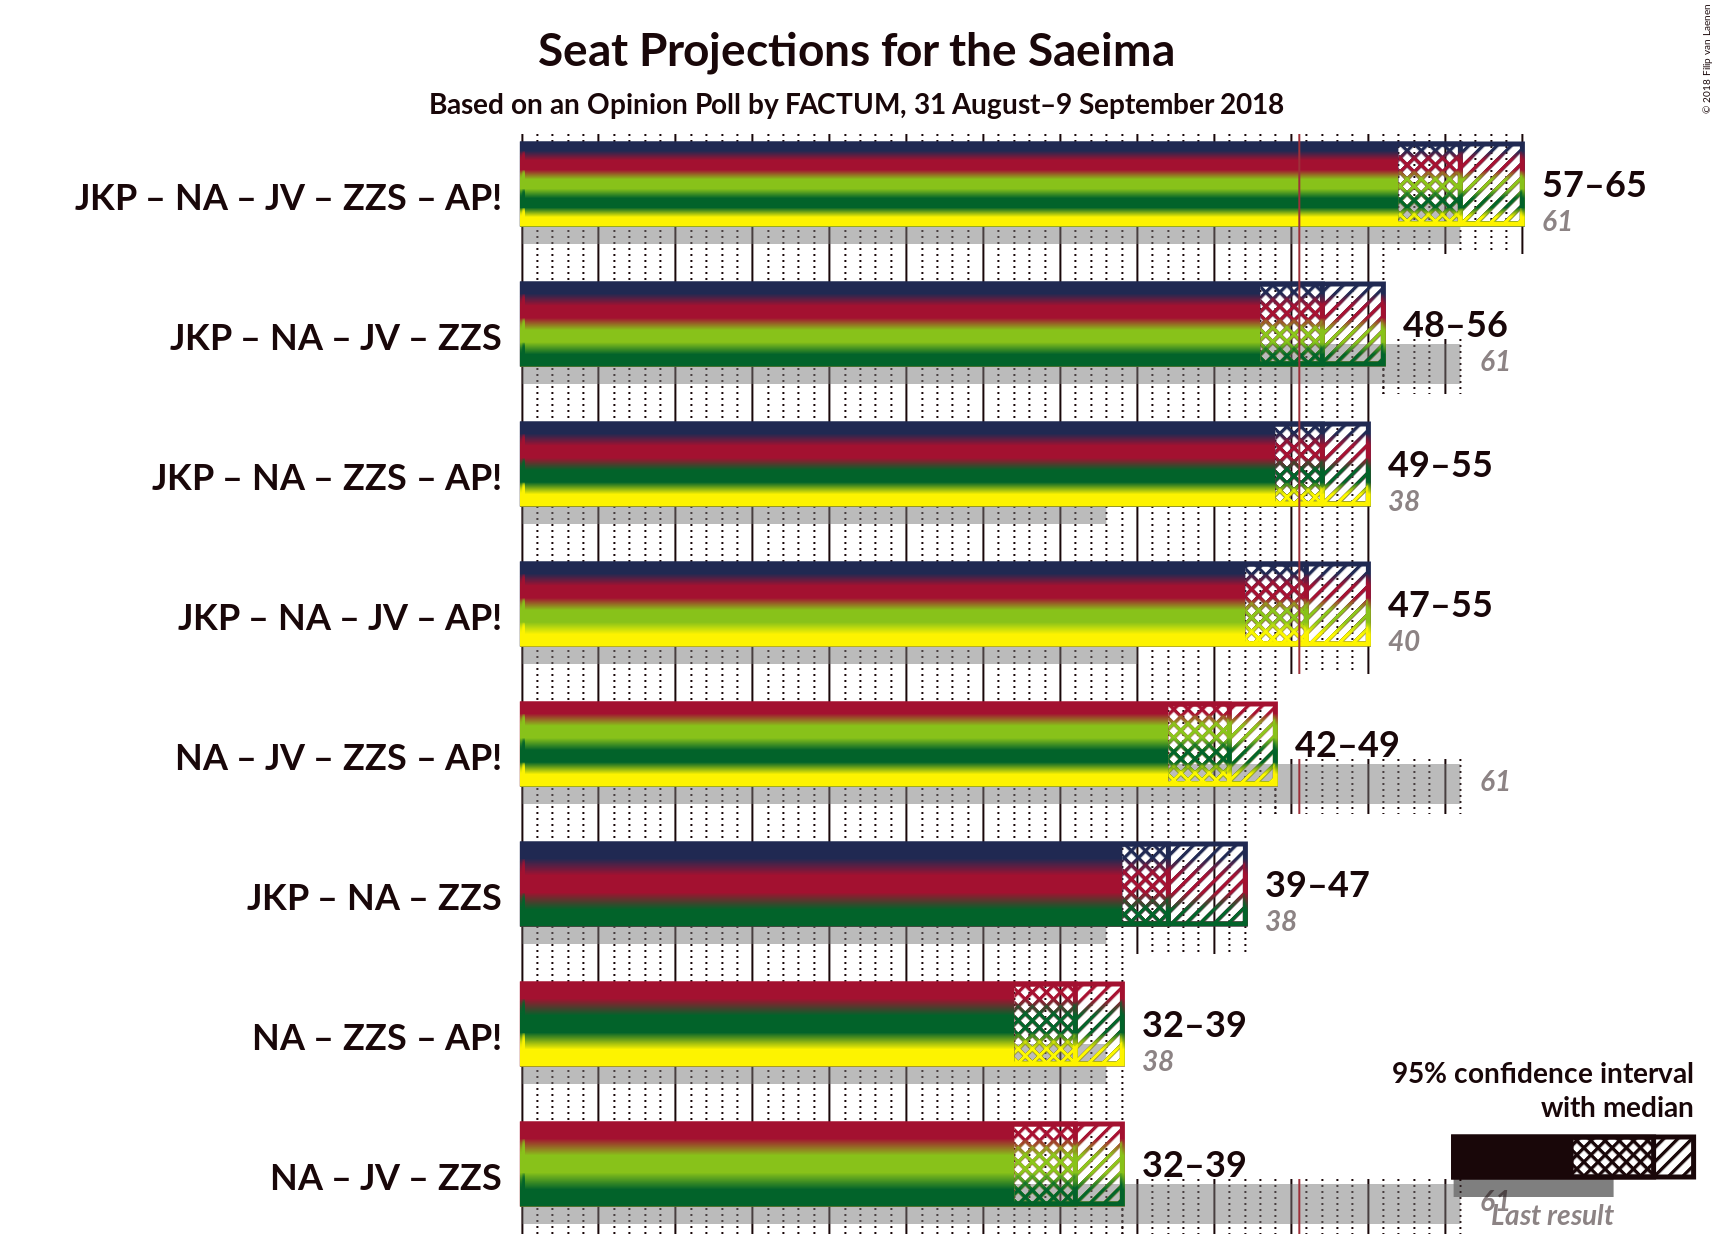 Seat Projections for the Saeima
Based on an Opinion Poll by FACTUM, 31 August–9 September 2018
© 2018 Filip van Laenen
JKP – NA – JV – ZZS – AP!
57–65
61
JKP – NA – JV – ZZS
48–56
61
JKP – NA – ZZS – AP!
49–55
38
JKP – NA – JV – AP!
47–55
40
NA – JV – ZZS – AP!
42–49
61
JKP – NA – ZZS
39–47
38
NA – ZZS – AP!
32–39
38
NA – JV – ZZS
32–39
61
95% confidence interval
with median
Last result